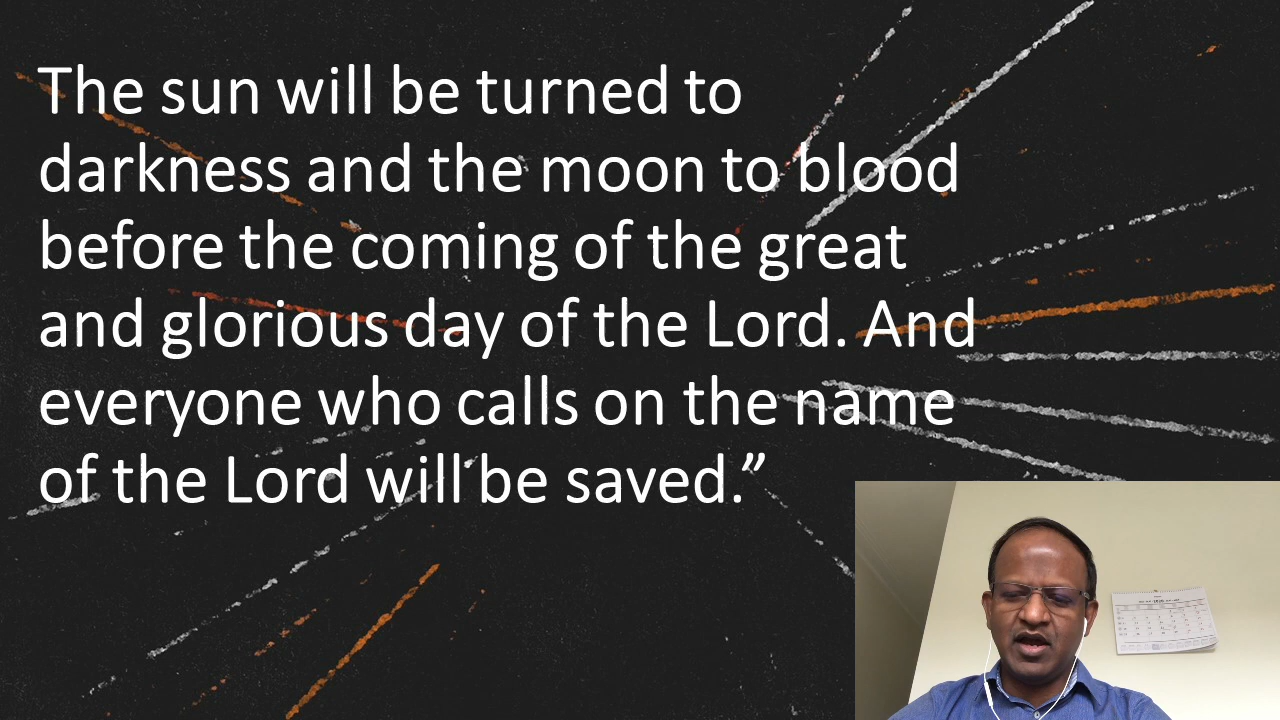 The sun will be turned to
darkness and the moon to blood
before the coming of the great
and glorious day of the Lord. And
everyone who calls on the name
of the Lord will be saved.”